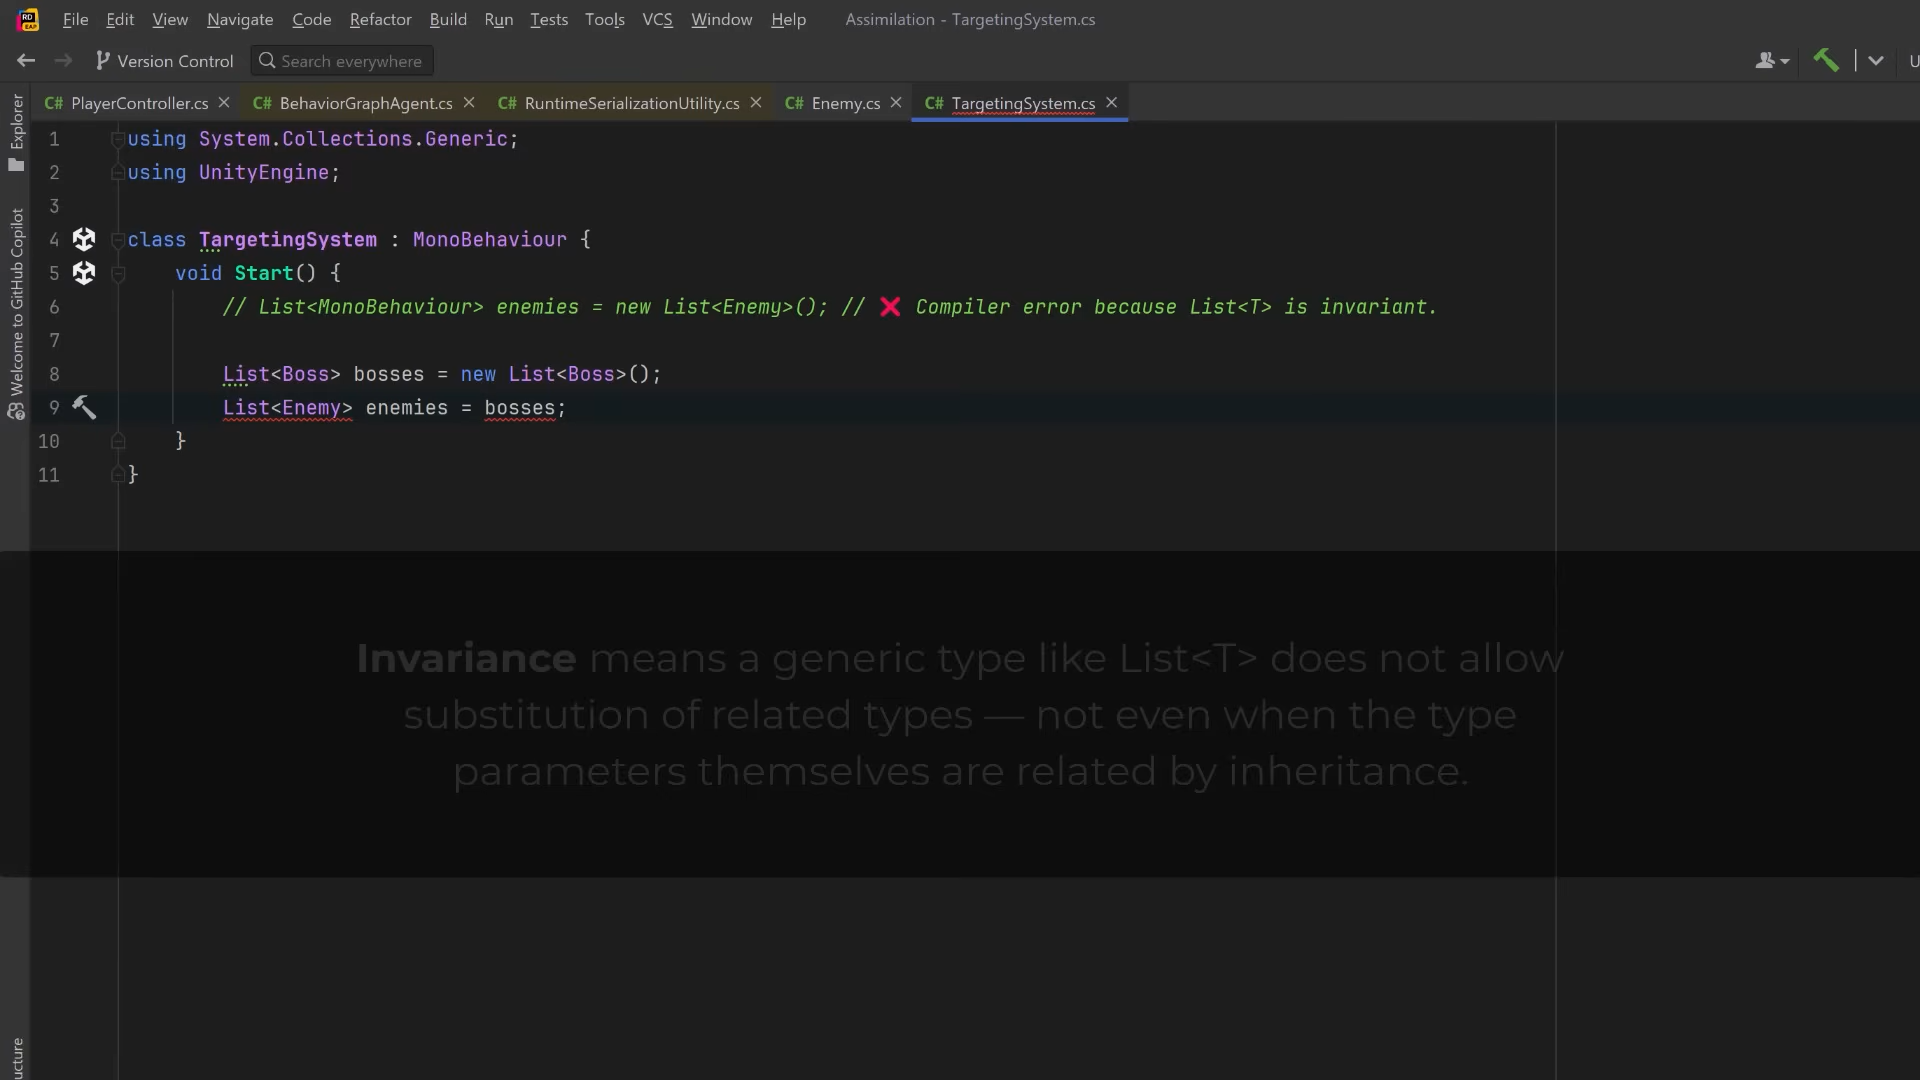 File Edit View Navigate Code Refactor Build Run Tests Tools VCS Window Help Assimilation - TargetingSystem.cs
Version Control Search everywhere
C# PlayerController.cs C# BehaviorGraphAgent.cs C# RuntimeSerializationUtility.cs C# Enemy.cs C# TargetingSystem.cs
Explorer
Welcome to GitHub Copilot
1 using System.Collections.Generic;
2 using UnityEngine;
3
4 class TargetingSystem : MonoBehaviour {
5 void Start() {
6 // List<MonoBehaviour> enemies = new List<Enemy>(); // ❌ Compiler error because List<T> is invariant.
7
8 List<Boss> bosses = new List<Boss>();
9 List<Enemy> enemies = bosses;
10 }
11 }
Invariance means a generic type like List<T> does not allow
substitution of related types — not even when the type
parameters themselves are related by inheritance.